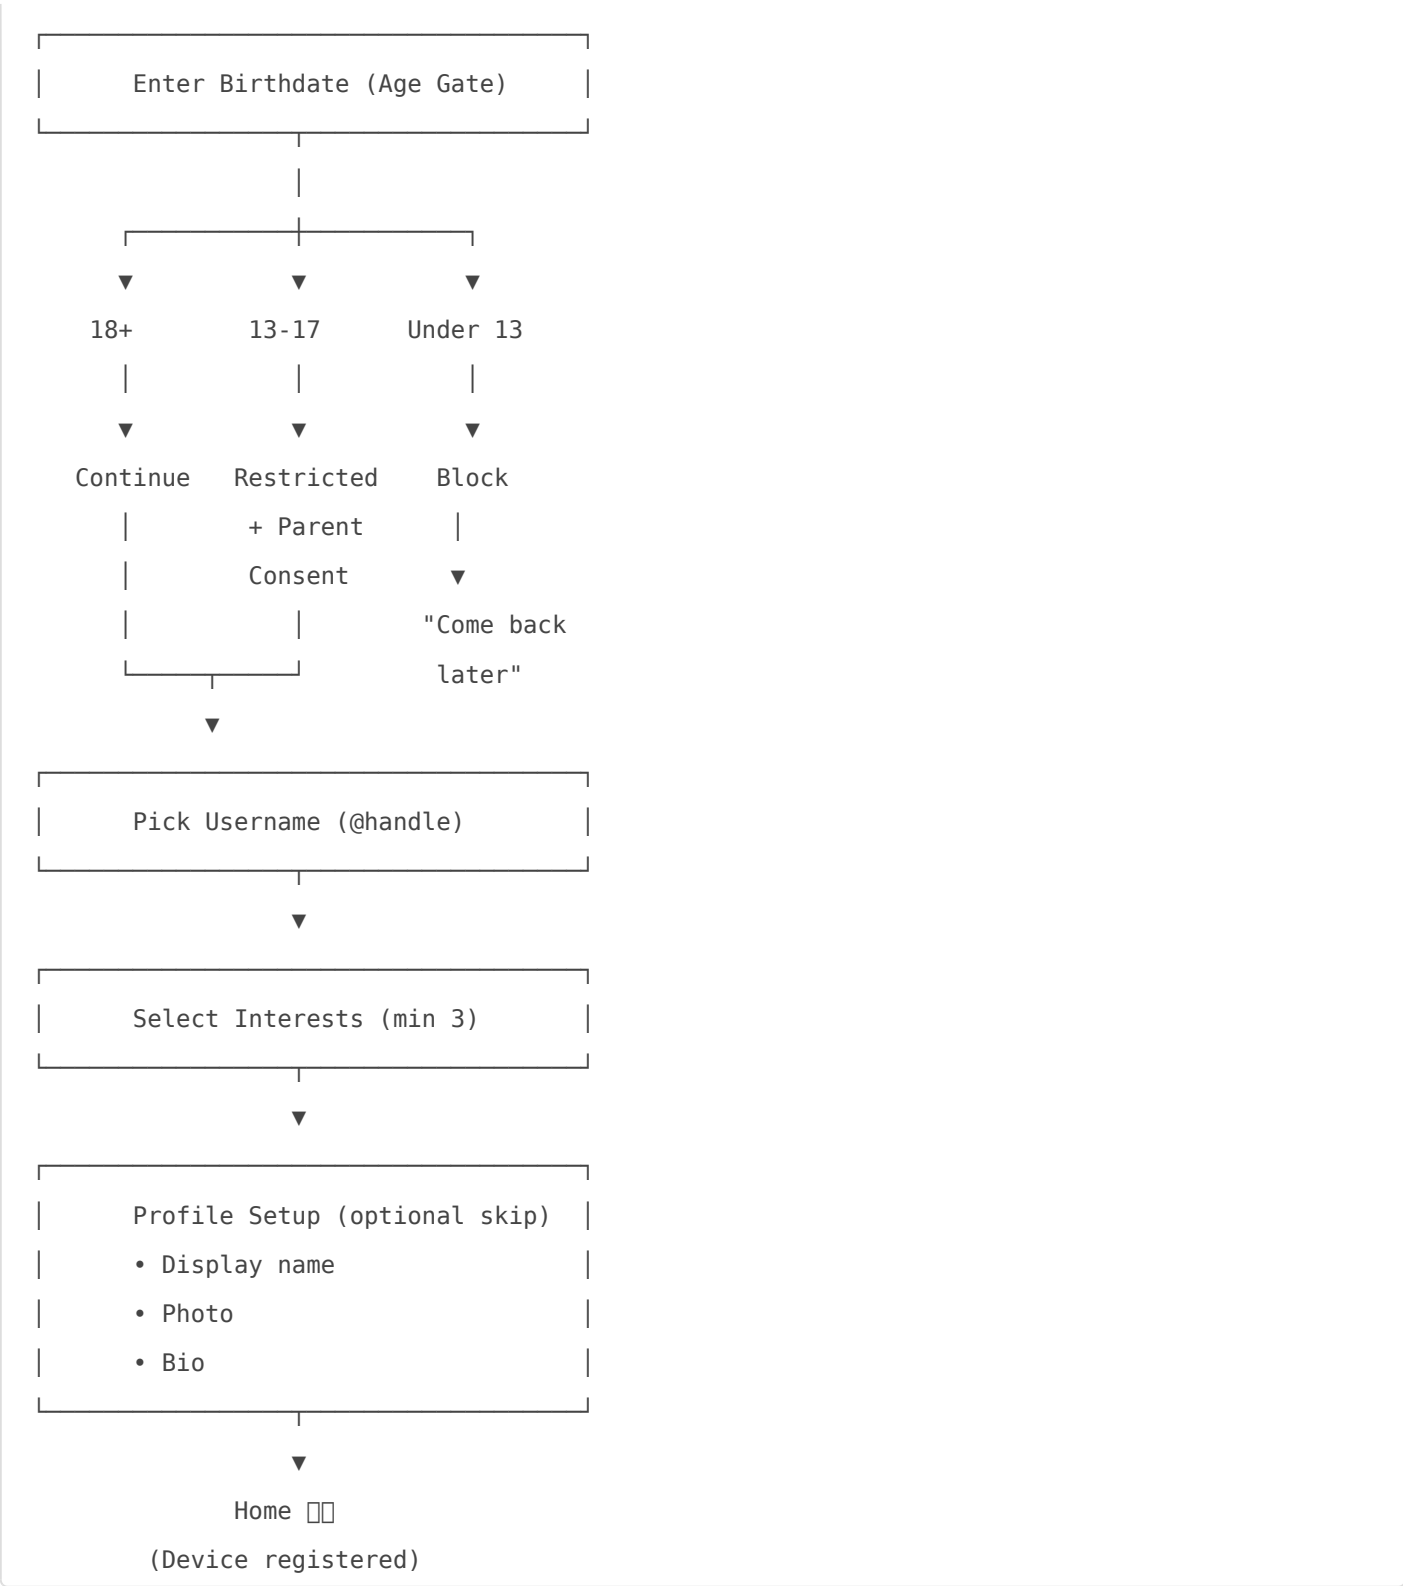 Enter Birthdate (Age Gate)
18+ 13-17 Under 13
Continue Restricted Block
+ Parent
Consent
"Come back
later"
Pick Username (@handle)
Select Interests (min 3)
Profile Setup (optional skip)
• Display name
• Photo
• Bio
Home
(Device registered)